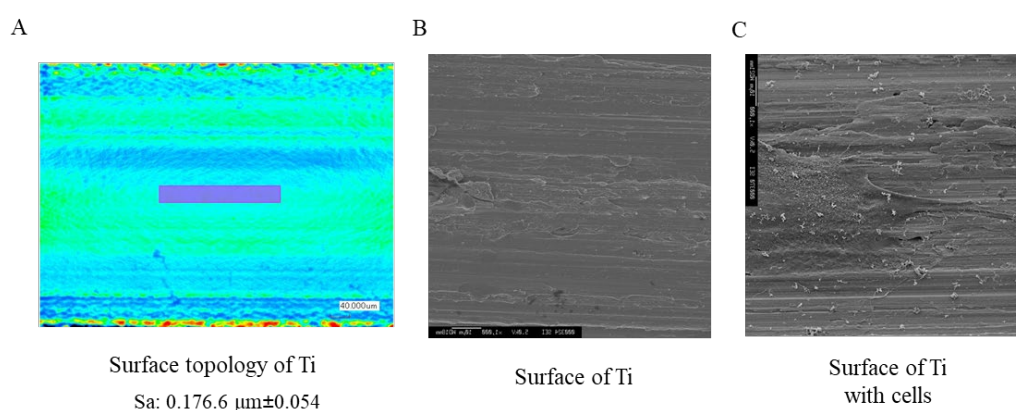 A
B
C
40.000um
Surface topology of Ti
Sa: 0.176.6 μm±0.054
Surface of Ti
Surface of Ti
with cells